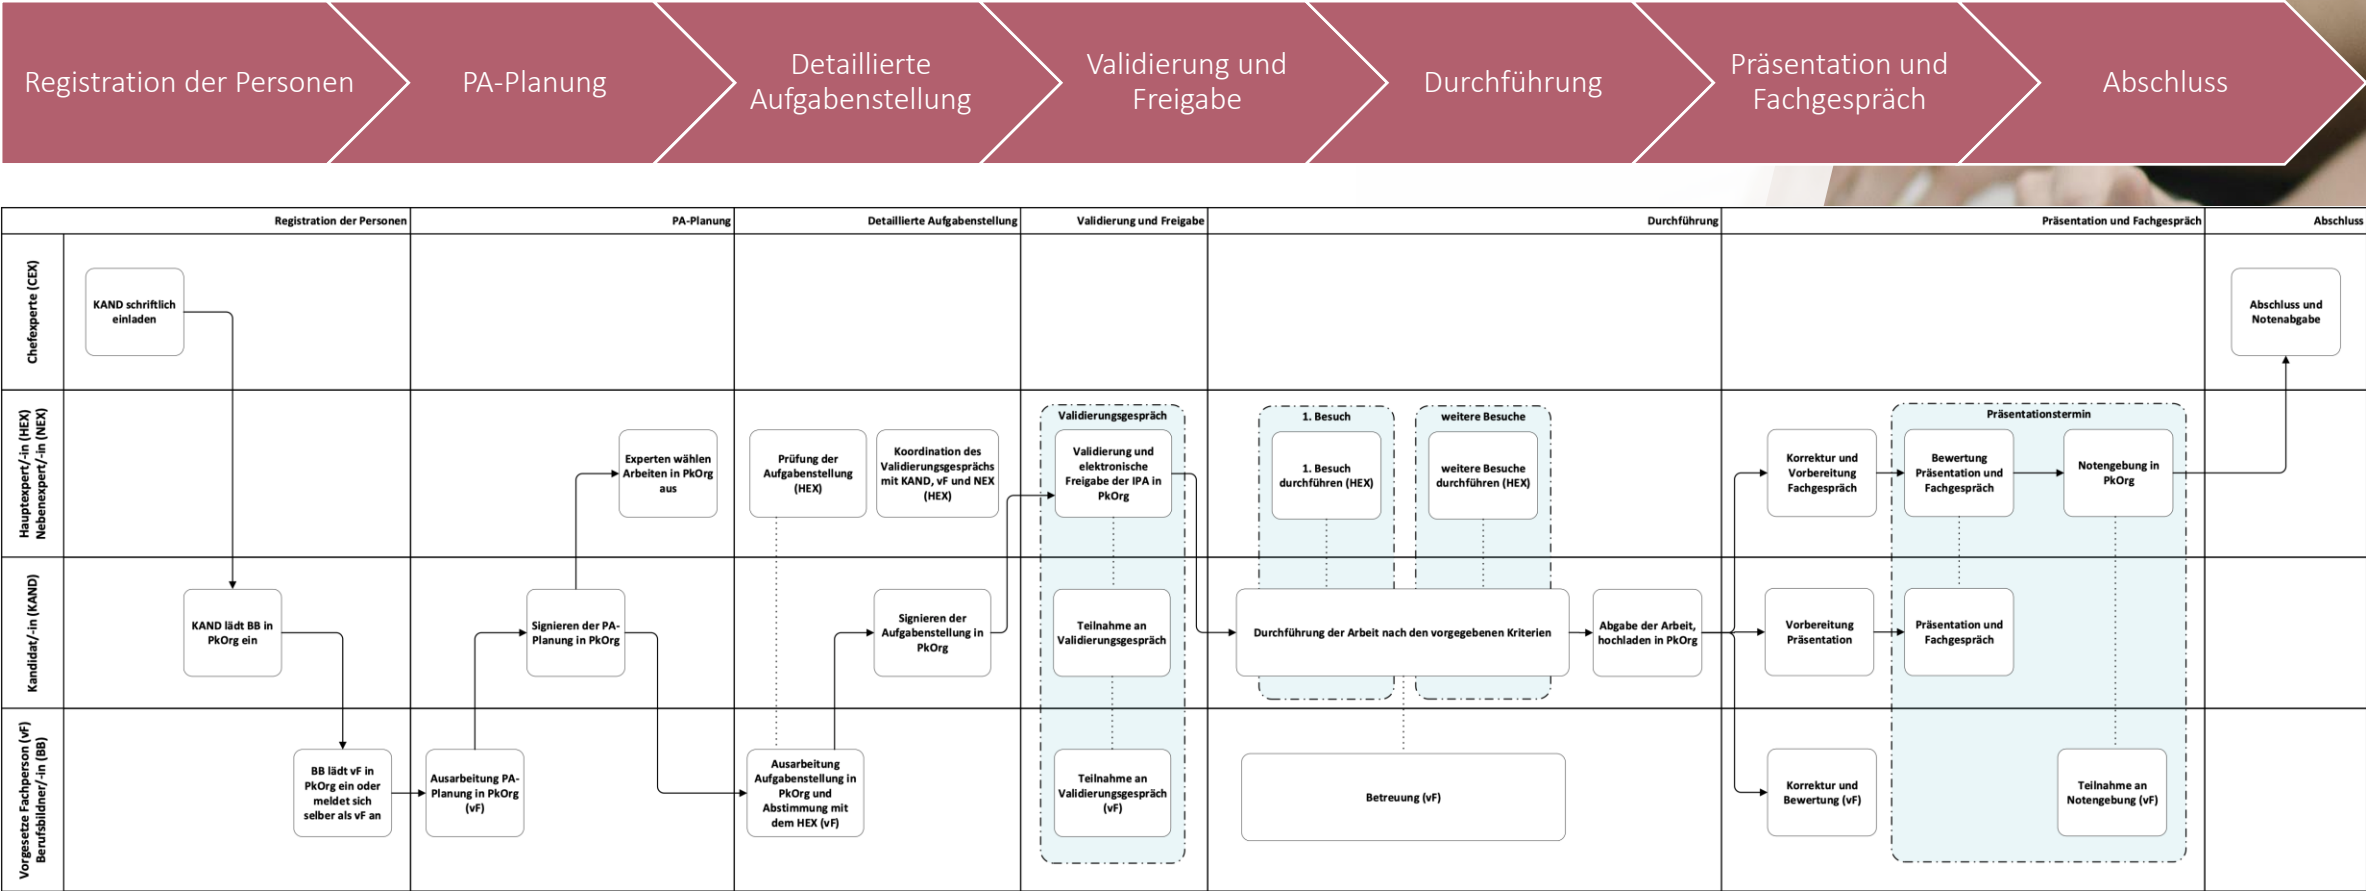 Registration der Personen
PA-Planung
Detaillierte
Aufgabenstellung
Validierung und
Freigabe
Durchführung
Präsentation und
Fachgespräch
Abschluss
Registration der Personen
PA-Planung
Detaillierte Aufgabenstellung
Validierung und Freigabe
Durchführung
Präsentation und Fachgespräch
Abschluss
Chefexperte (CEX)
KAND schriftlich
einladen
Abschluss und
Notenabgabe
Hauptexpert/-in (HEX)
Nebenexpert/-in (NEX)
Experten wählen
Arbeiten in PkOrg
aus
Prüfung der
Aufgabenstellung
(HEX)
Koordination des
Validierungsgesprächs
mit KAND, vF und NEX
(HEX)
Validierungsgespräch
Validierung und
elektronische
Freigabe der IPA in
PkOrg
1. Besuch
1. Besuch
durchführen (HEX)
weitere Besuche
weitere Besuche
durchführen (HEX)
Korrektur und
Vorbereitung
Fachgespräch
Präsentationstermin
Bewertung
Präsentation und
Fachgespräch
Notengebung in
PkOrg
Kandidat/-in (KAND)
KAND lädt BB in
PkOrg ein
Signieren der PA-
Planung in PkOrg
Signieren der
Aufgabenstellung in
PkOrg
Teilnahme an
Validierungsgespräch
Durchführung der Arbeit nach den vorgegebenen Kriterien
Abgabe der Arbeit,
hochladen in PkOrg
Vorbereitung
Präsentation
Präsentation und
Fachgespräch
Vorgesetze Fachperson (vF)
Berufsbildner/-in (BB)
BB lädt vF in
PkOrg ein oder
meldet sich
selber als vF an
Ausarbeitung PA-
Planung in PkOrg
(vF)
Ausarbeitung
Aufgabenstellung in
PkOrg und
Abstimmung mit
dem HEX (vF)
Teilnahme an
Validierungsgespräch
(vF)
Betreuung (vF)
Korrektur und
Bewertung (vF)
Teilnahme an
Notengebung (vF)